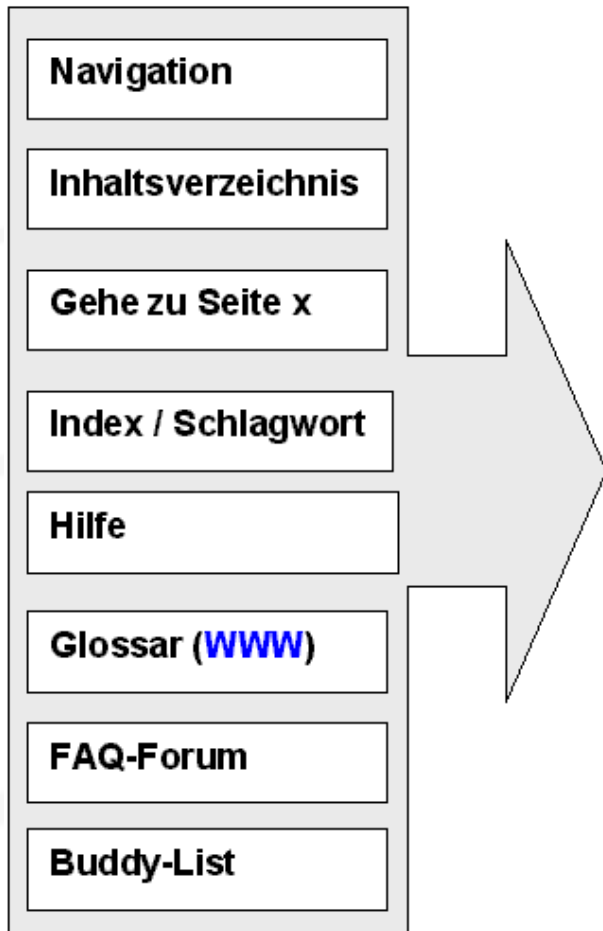 Navigation
Inhaltsverzeichnis
Gehe zu Seite x
Index / Schlagwort
Hilfe
Glossar (WWW)
FAQ-Forum
Buddy-List